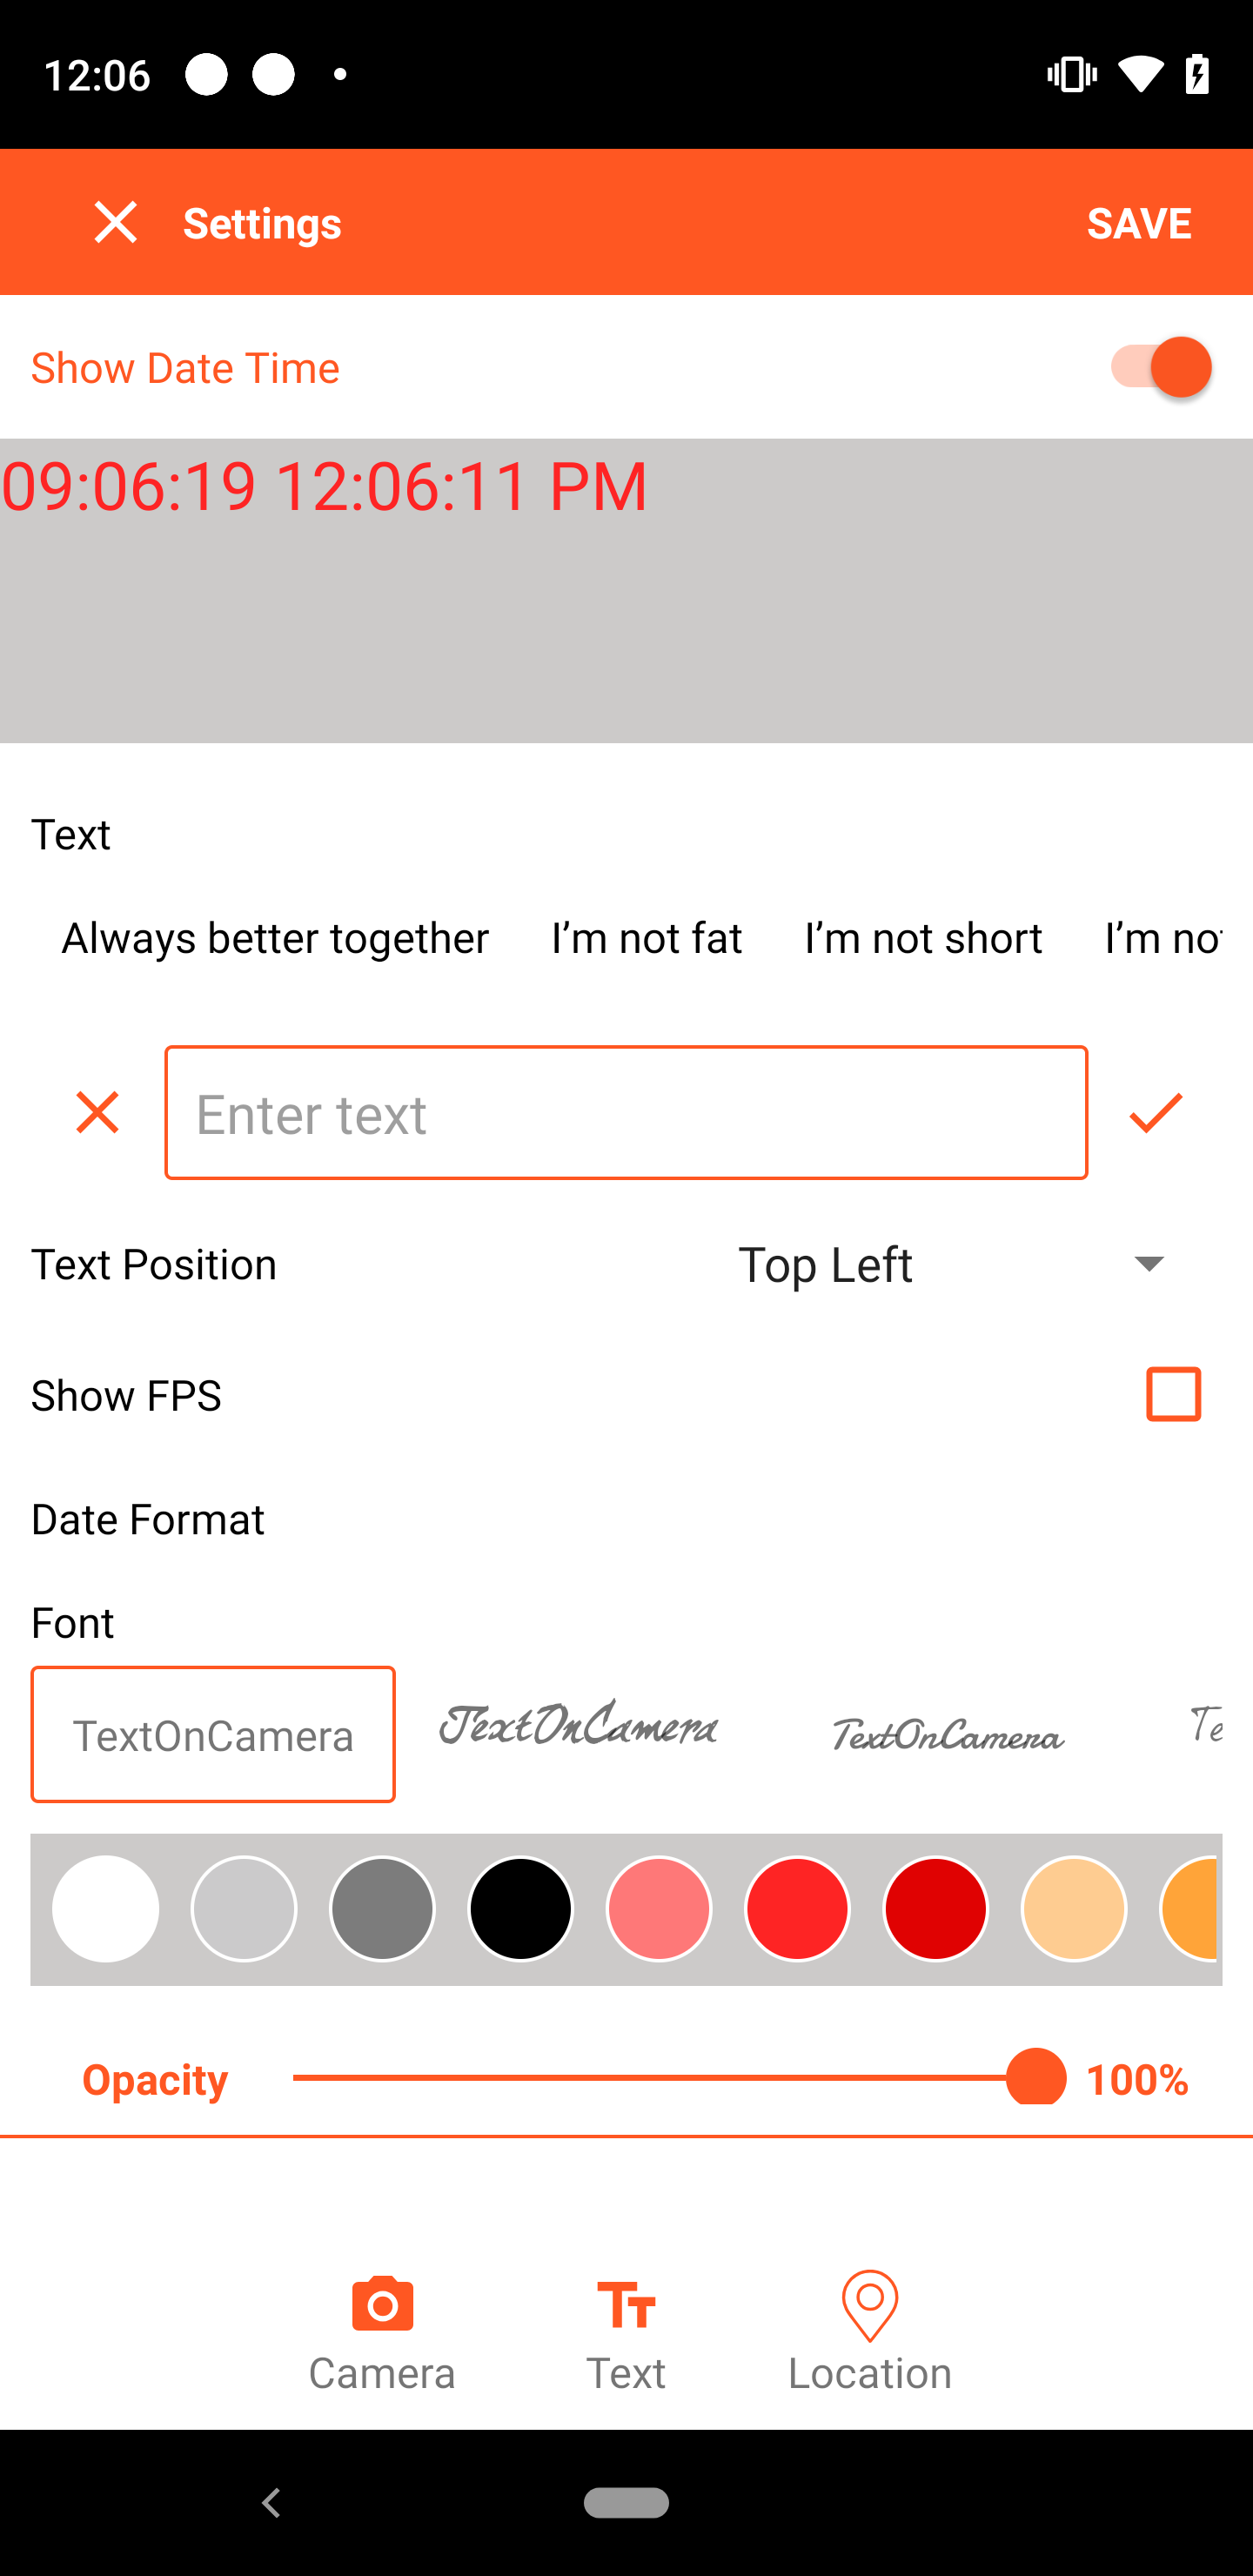 12:06
Settings
SAVE
Show Date Time
09:06:19 12:06:11 PM
Text
Always better together I’m not fat I’m not short I’m no
Enter text
Text Position Top Left
Show FPS
Date Format
Font
TextOnCamera TextOnCamera TextOnCamera Te
Opacity 100%
Camera Text Location